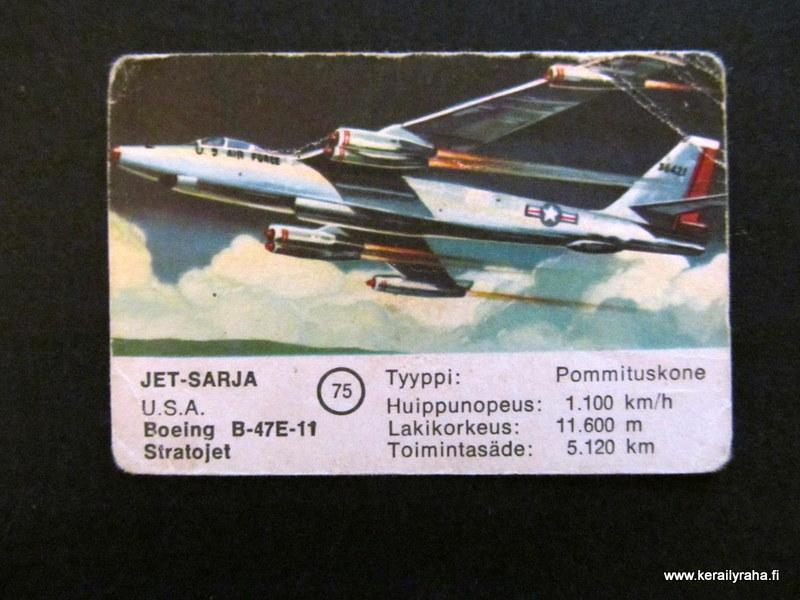 U.S. AIR FORCE
36421
JET-SARJA
U.S.A.
Boeing B-47E-11
Stratojet
75
Tyyppi: Pommituskone
Huippunopeus: 1.100 km/h
Lakikorkeus: 11.600 m
Toimintasäde: 5.120 km
www.kerailyraha.fi